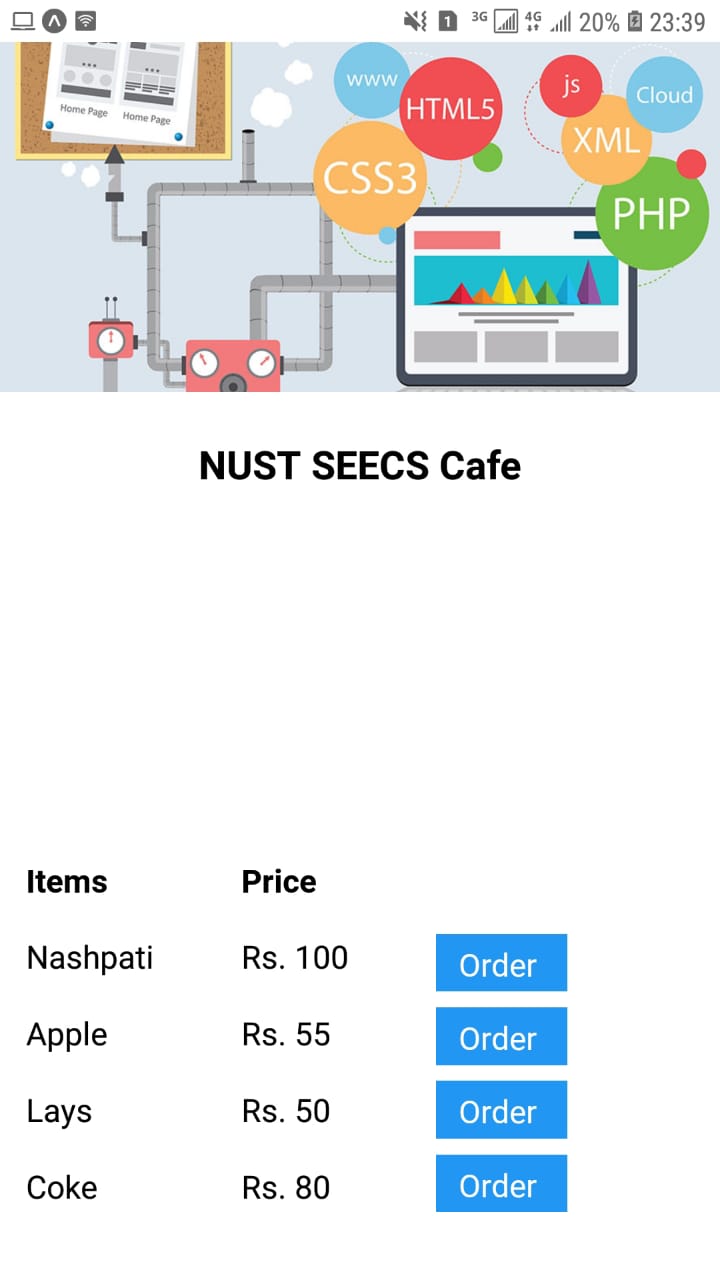 1 3G 4G 20% 23:39
Home Page Home Page
www
HTML5
CSS3
js
Cloud
XML
PHP
NUST SEECS Cafe
Items Price
Nashpati Rs. 100 Order
Apple Rs. 55 Order
Lays Rs. 50 Order
Coke Rs. 80 Order